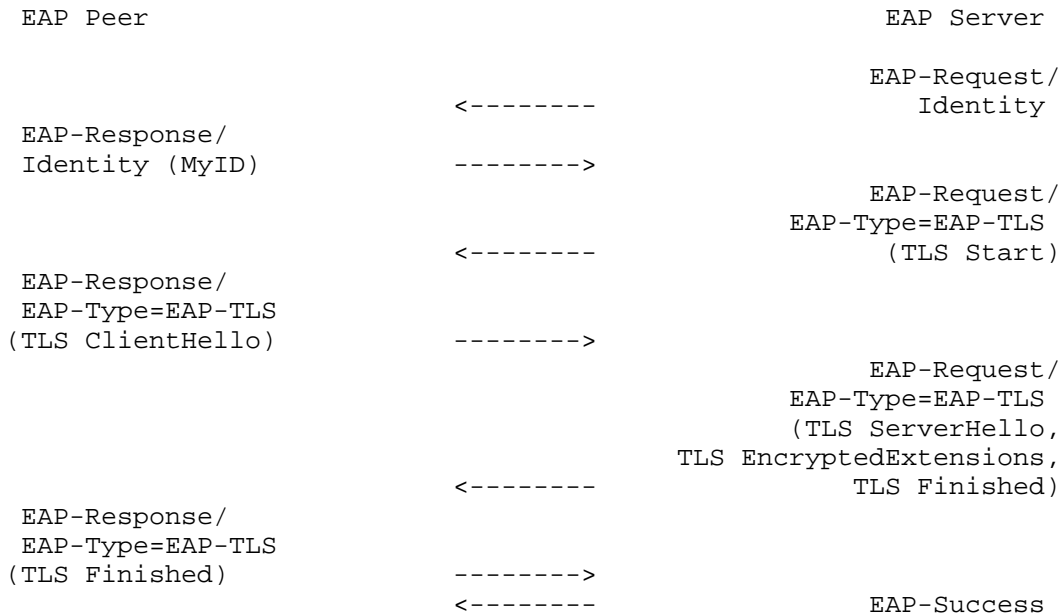 EAP Peer                                              EAP Server

                                                    EAP-Request/
                           <--------                    Identity
EAP-Response/
Identity (MyID)            -------->
                                                    EAP-Request/
                                               EAP-Type=EAP-TLS
                           <--------                 (TLS Start)
EAP-Response/
EAP-Type=EAP-TLS
(TLS ClientHello)          -------->
                                                    EAP-Request/
                                               EAP-Type=EAP-TLS
                                               (TLS ServerHello,
                                        TLS EncryptedExtensions,
                           <--------               TLS Finished)
EAP-Response/
EAP-Type=EAP-TLS
(TLS Finished)             -------->
                           <--------                 EAP-Success